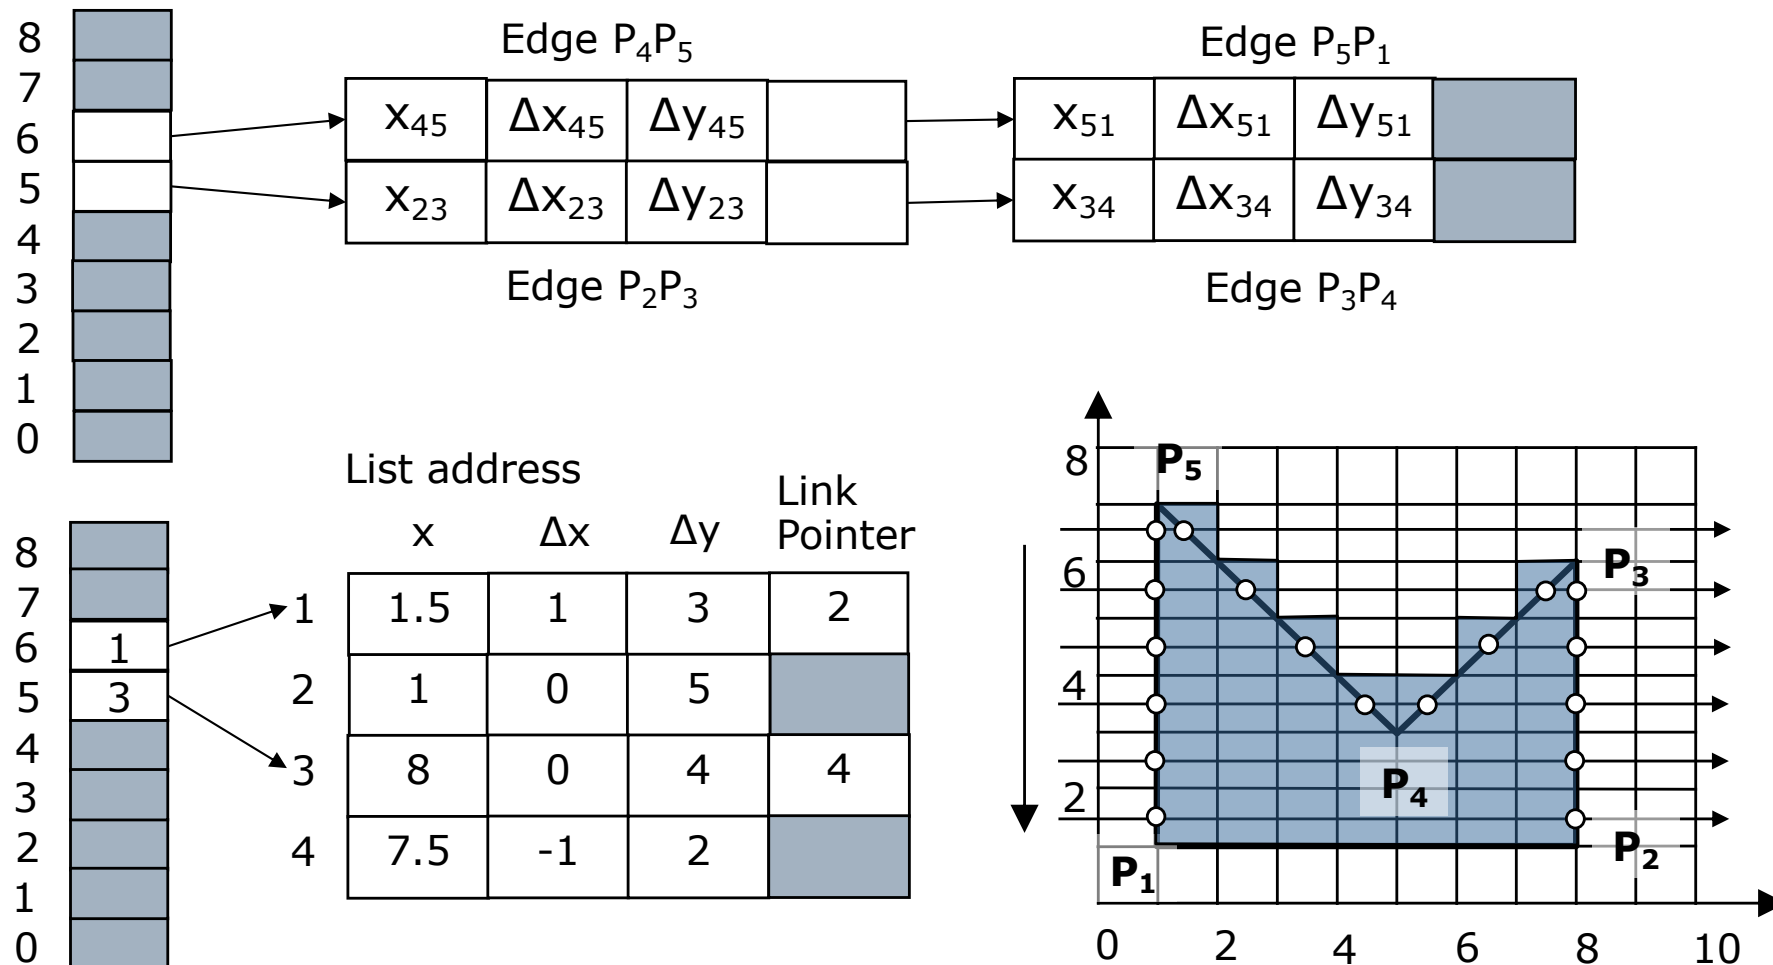 8
7
6
5
4
3
2
1
0
Edge P₄P₅
Edge P₅P₁
x₄₅ Δx₄₅ Δy₄₅
x₅₁ Δx₅₁ Δy₅₁
x₂₃ Δx₂₃ Δy₂₃
x₃₄ Δx₃₄ Δy₃₄
Edge P₂P₃
Edge P₃P₄
8
7
6 1
5 3
4
3
2
1
0
List address
x Δx Δy Link
Pointer
1 1.5 1 3 2
2 1 0 5
3 8 0 4 4
4 7.5 -1 2
8 P₅
6 P₃
4
P₄
2
P₂
P₁
0 2 4 6 8 10